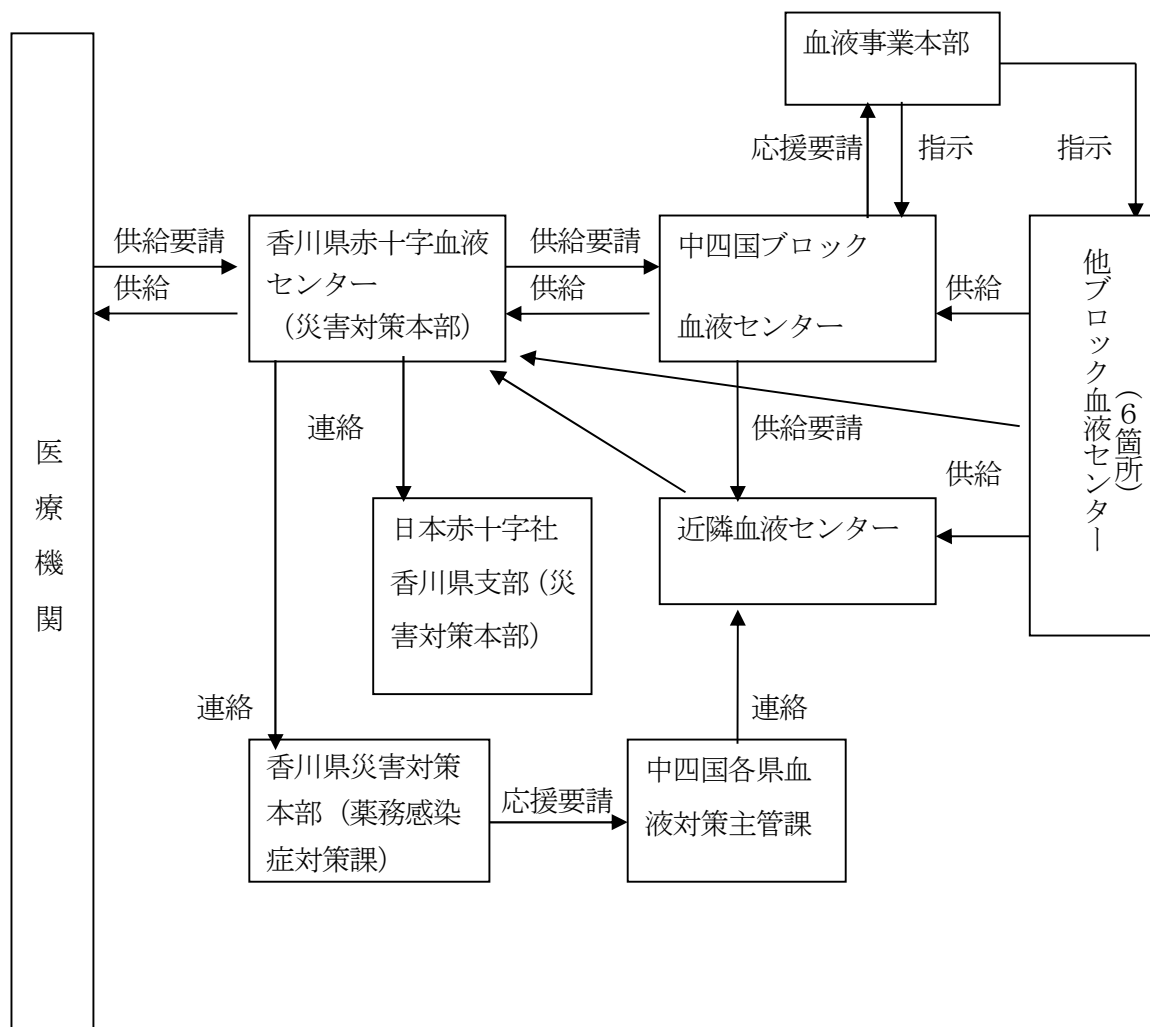 血液事業本部
応援要請
指示
指示
供給要請
供給
香川県赤十字血液
センター
（災害対策本部）
供給要請
供給
中四国ブロック
血液センター
供給
他ブロック血液センター
（６箇所）
連絡
供給要請
供給
医療機関
日本赤十字社
香川県支部（災
害対策本部）
近隣血液センター
連絡
連絡
香川県災害対策
本部（薬務感染
症対策課）
応援要請
中四国各県血
液対策主管課